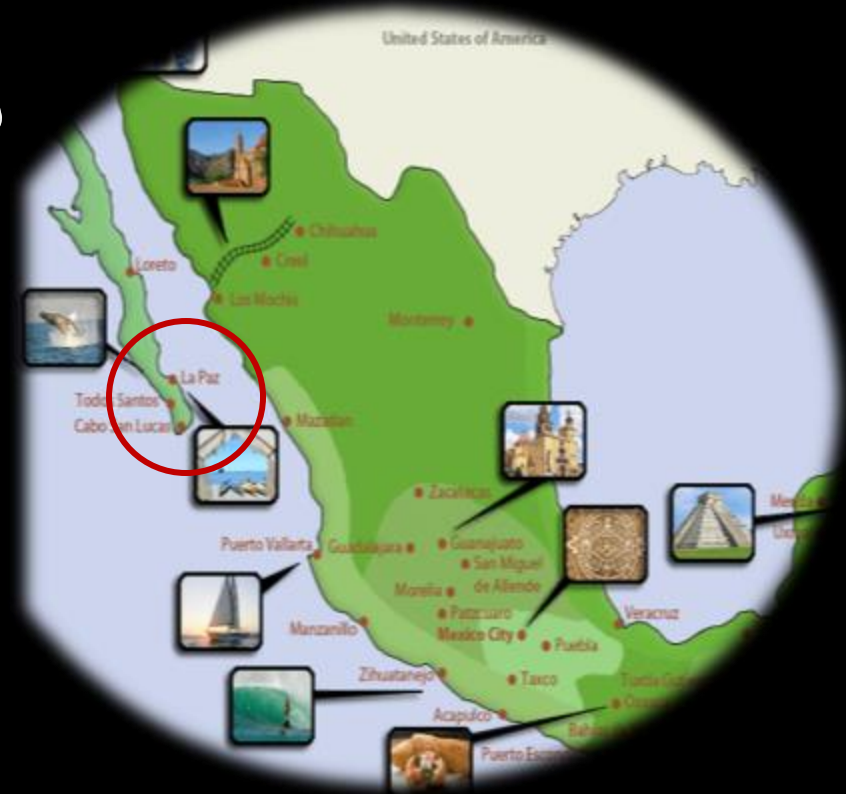 United States of America
Chihuahua
Creel
Loreto
Los Mochis
Monterrey
La Paz
Todos Santos
Cabo San Lucas
Mazatlan
Zacatecas
Puerto Vallarta
Guadalajara
Guanajuato
San Miguel
de Allende
Morelia
Patzcuaro
Veracruz
Manzanillo
Mexico City
Puebla
Zihuatanejo
Taxco
Acapulco